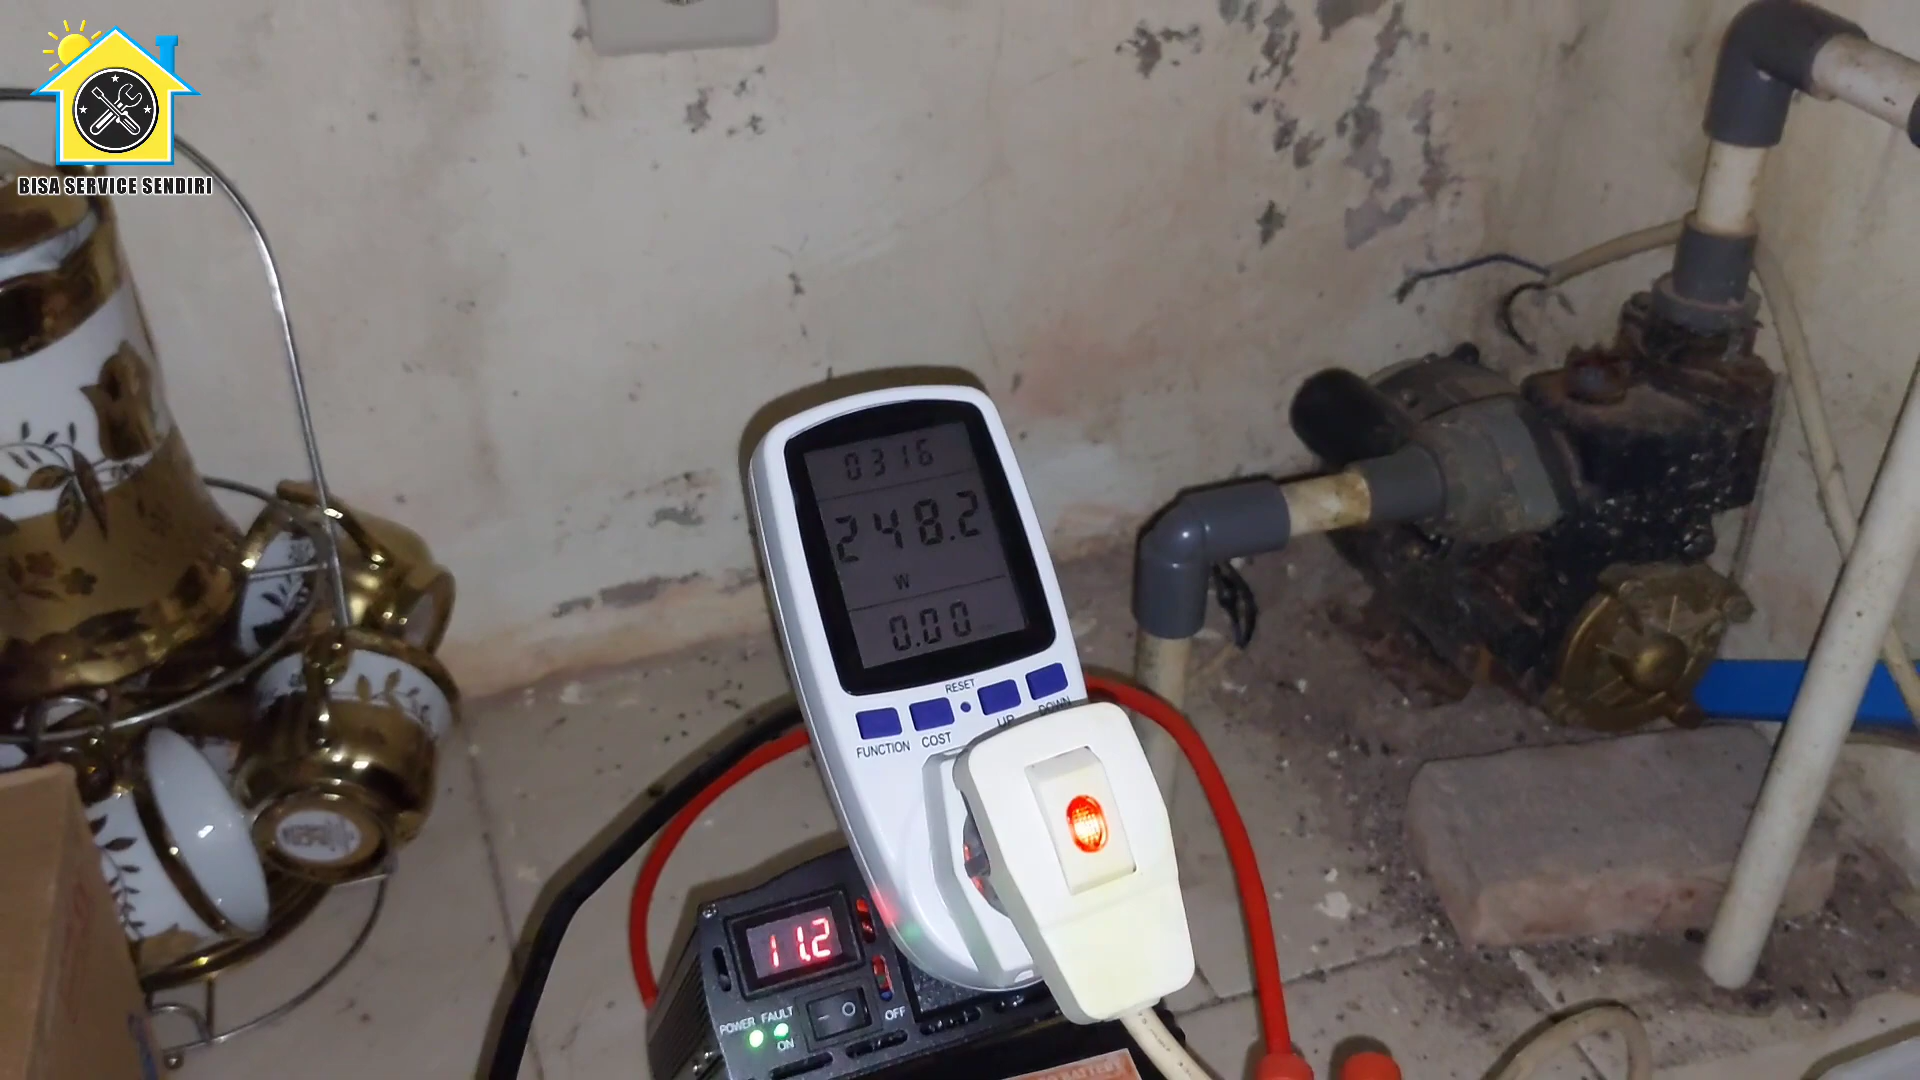 BISA SERVICE SENDIRI
0316
248.2
W
0.00
RESET
UP DOWN
FUNCTION COST
11.2
POWER FAULT
ON
OFF
BATTERY